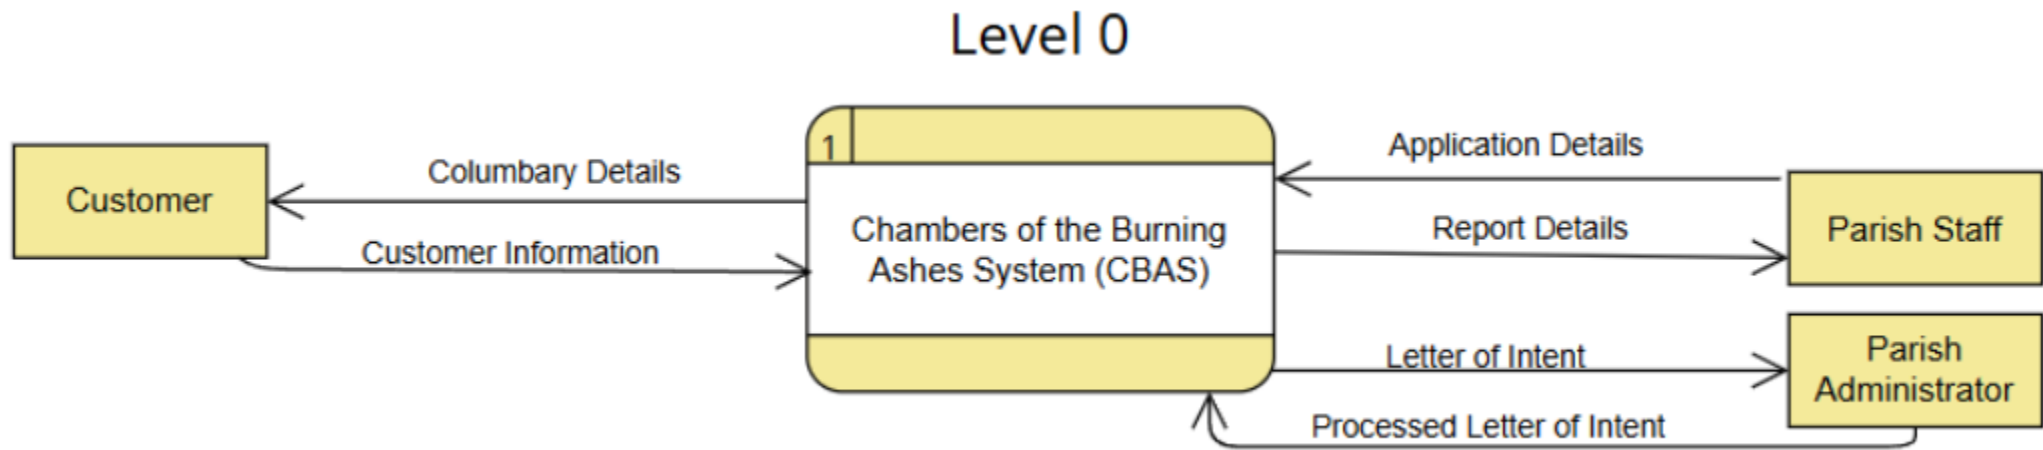 Level 0
1
Customer
Columbary Details
Customer Information
Chambers of the Burning
Ashes System (CBAS)
Application Details
Report Details
Parish Staff
Letter of Intent
Processed Letter of Intent
Parish
Administrator